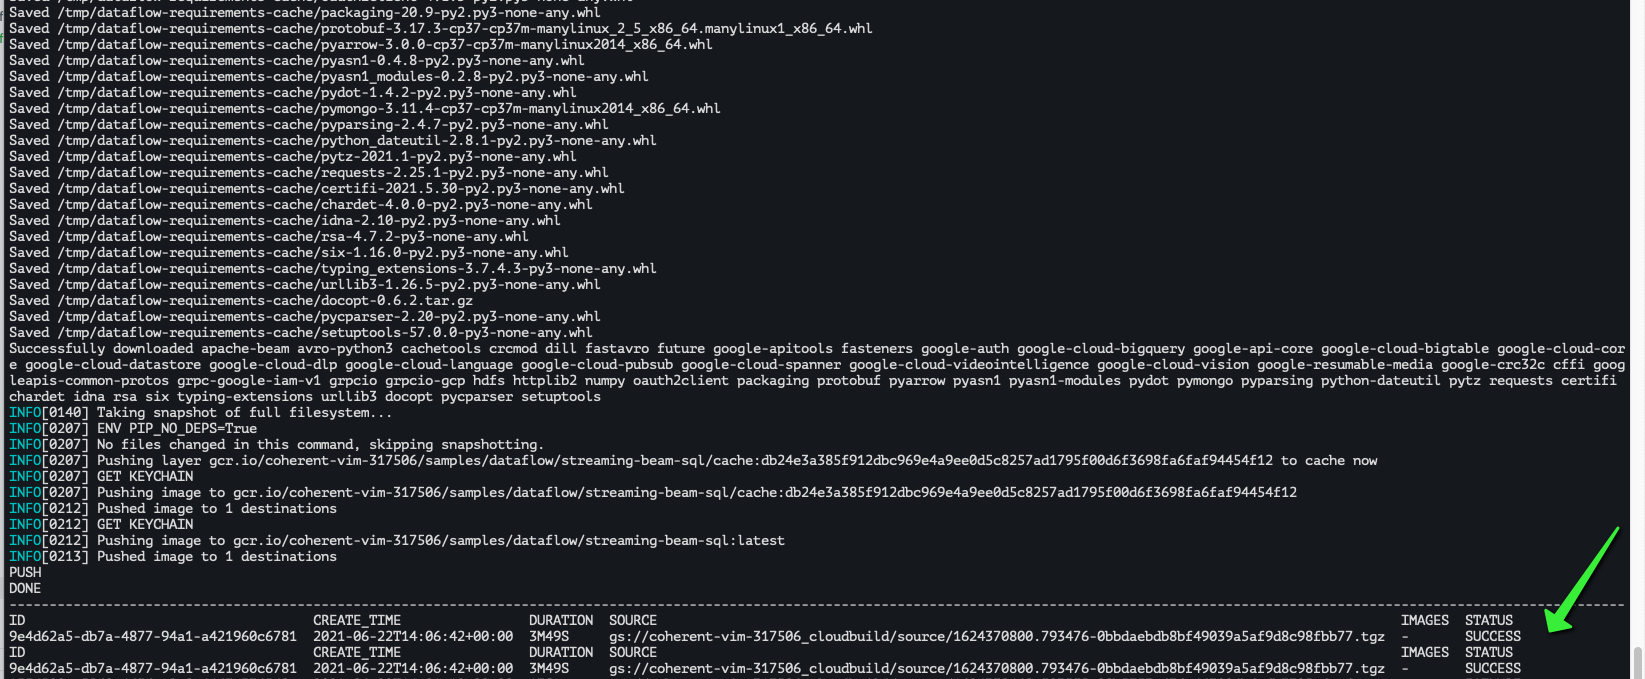 Saved /tmp/dataflow-requirements-cache/packaging-20.9-py2.py3-none-any.whl
Saved /tmp/dataflow-requirements-cache/protobuf-3.17.3-cp37-cp37m-manylinux_2_5_x86_64.manylinux1_x86_64.whl
Saved /tmp/dataflow-requirements-cache/pyarrow-3.0.0-cp37-cp37m-manylinux2014_x86_64.whl
Saved /tmp/dataflow-requirements-cache/pyasn1-0.4.8-py2.py3-none-any.whl
Saved /tmp/dataflow-requirements-cache/pyasn1_modules-0.2.8-py2.py3-none-any.whl
Saved /tmp/dataflow-requirements-cache/pydot-1.4.2-py2.py3-none-any.whl
Saved /tmp/dataflow-requirements-cache/pymongo-3.11.4-cp37-cp37m-manylinux2014_x86_64.whl
Saved /tmp/dataflow-requirements-cache/pyparsing-2.4.7-py2.py3-none-any.whl
Saved /tmp/dataflow-requirements-cache/python_dateutil-2.8.1-py2.py3-none-any.whl
Saved /tmp/dataflow-requirements-cache/pytz-2021.1-py2.py3-none-any.whl
Saved /tmp/dataflow-requirements-cache/requests-2.25.1-py2.py3-none-any.whl
Saved /tmp/dataflow-requirements-cache/certifi-2021.5.30-py2.py3-none-any.whl
Saved /tmp/dataflow-requirements-cache/chardet-4.0.0-py2.py3-none-any.whl
Saved /tmp/dataflow-requirements-cache/idna-2.10-py2.py3-none-any.whl
Saved /tmp/dataflow-requirements-cache/rsa-4.7.2-py3-none-any.whl
Saved /tmp/dataflow-requirements-cache/six-1.16.0-py2.py3-none-any.whl
Saved /tmp/dataflow-requirements-cache/typing_extensions-3.7.4.3-py3-none-any.whl
Saved /tmp/dataflow-requirements-cache/urllib3-1.26.5-py2.py3-none-any.whl
Saved /tmp/dataflow-requirements-cache/docopt-0.6.2.tar.gz
Saved /tmp/dataflow-requirements-cache/pycparser-2.20-py2.py3-none-any.whl
Saved /tmp/dataflow-requirements-cache/setuptools-57.0.0-py3-none-any.whl
Successfully downloaded apache-beam avro-python3 cachetools crcmod dill fastavro future google-apitools fasteners google-auth google-cloud-bigquery google-api-core google-cloud-bigtable google-cloud-cor
e google-cloud-datastore google-cloud-dlp google-cloud-language google-cloud-pubsub google-cloud-spanner google-cloud-videointelligence google-cloud-vision google-resumable-media google-crc32c cffi goog
leapis-common-protos grpc-google-iam-v1 grpcio grpcio-gcp hdfs httplib2 numpy oauth2client packaging protobuf pyarrow pyasn1 pyasn1-modules pydot pymongo pyparsing python-dateutil pytz requests certifi
chardet idna rsa six typing-extensions urllib3 docopt pycparser setuptools
INFO[0140] Taking snapshot of full filesystem...
INFO[0207] ENV PIP_NO_DEPS=True
INFO[0207] No files changed in this command, skipping snapshotting.
INFO[0207] Pushing layer gcr.io/coherent-vim-317506/samples/dataflow/streaming-beam-sql/cache:db24e3a385f912dbc969e4a9ee0d5c8257ad1795f00d6f3698fa6faf94454f12 to cache now
INFO[0207] GET KEYCHAIN
INFO[0207] Pushing image to gcr.io/coherent-vim-317506/samples/dataflow/streaming-beam-sql/cache:db24e3a385f912dbc969e4a9ee0d5c8257ad1795f00d6f3698fa6faf94454f12
INFO[0212] Pushed image to 1 destinations
INFO[0212] GET KEYCHAIN
INFO[0212] Pushing image to gcr.io/coherent-vim-317506/samples/dataflow/streaming-beam-sql:latest
INFO[0213] Pushed image to 1 destinations
PUSH
DONE
ID CREATE_TIME DURATION SOURCE IMAGES STATUS
9e4d62a5-db7a-4877-94a1-a421960c6781 2021-06-22T14:06:42+00:00 3M49S gs://coherent-vim-317506_cloudbuild/source/1624370800.793476-0bbdaebdb8bf49039a5af9d8c98fbb77.tgz - SUCCESS
ID CREATE_TIME DURATION SOURCE IMAGES STATUS
9e4d62a5-db7a-4877-94a1-a421960c6781 2021-06-22T14:06:42+00:00 3M49S gs://coherent-vim-317506_cloudbuild/source/1624370800.793476-0bbdaebdb8bf49039a5af9d8c98fbb77.tgz - SUCCESS